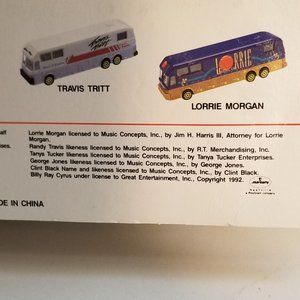 TRAVIS TRITT
LORRIE MORGAN
Lorrie Morgan licensed to Music Concepts, Inc., by Jim H. Harris III, Attorney for Lorrie
Morgan.
Randy Travis likeness licensed to Music Concepts, Inc., by R.T. Merchandising, Inc.
Tanya Tucker likeness licensed to Music Concepts, Inc., by Tanya Tucker Enterprises.
George Jones likeness licensed to Music Concepts, Inc., by George Jones.
Clint Black Name and likeness licensed to Music Concepts, Inc., by Clint Black.
Billy Ray Cyrus under license to Great Entertainment, Inc., Copyright 1992.
DE IN CHINA